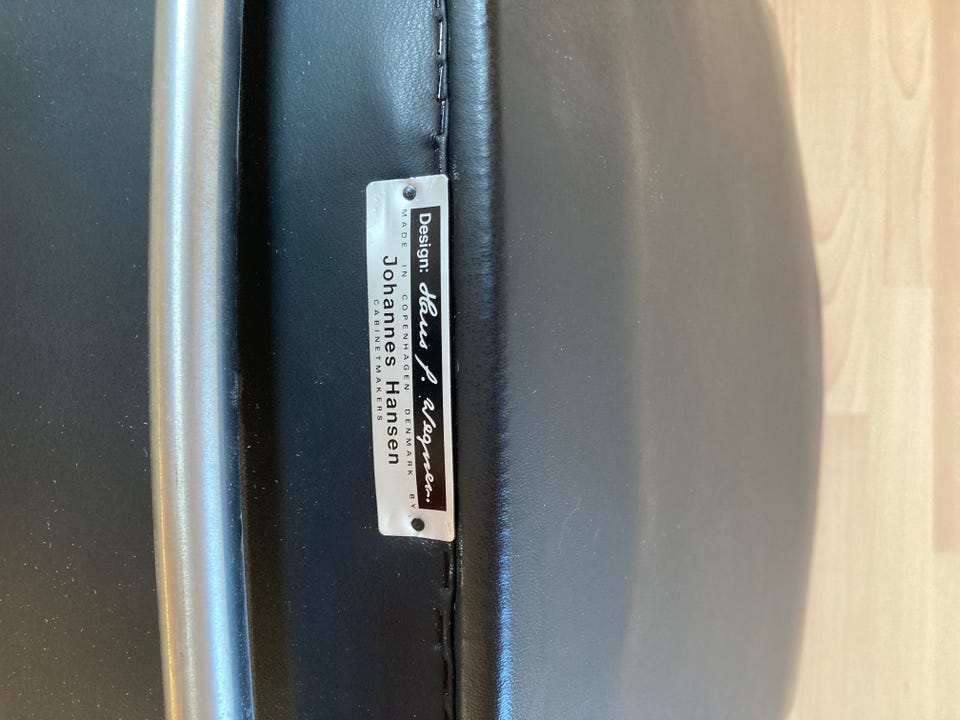 Design: Hans J. Wegner.
MADE IN COPENHAGEN DENMARK BY
Johannes Hansen
CABINETMAKERS